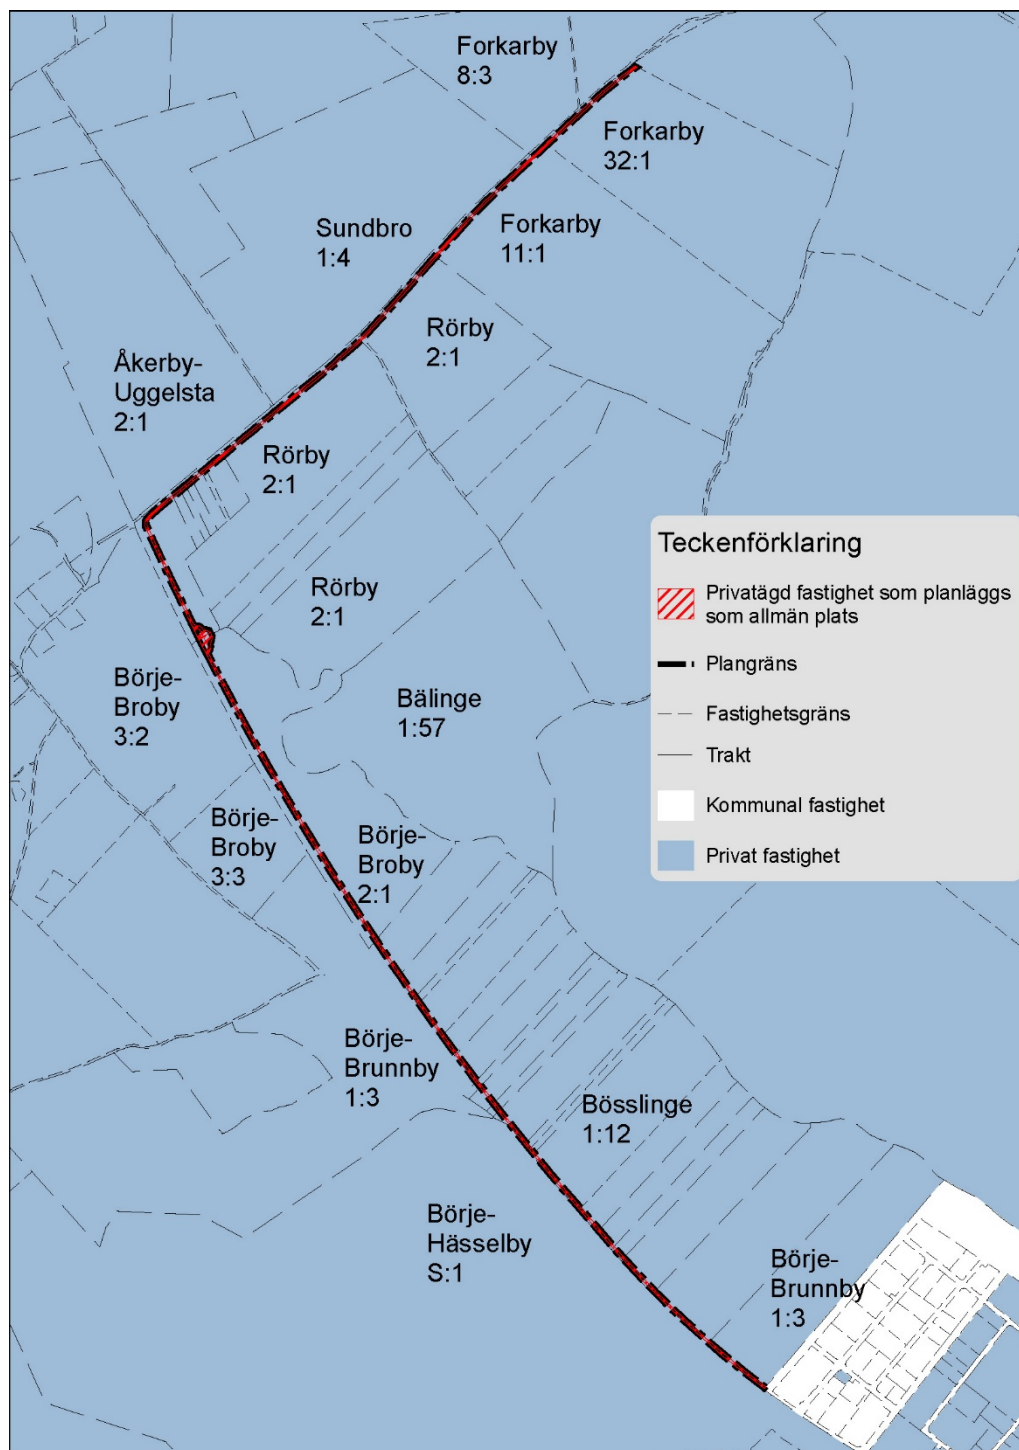 Forkarby
8:3
Forkarby
32:1
Sundbro
1:4
Forkarby
11:1
Rörby
2:1
Åkerby-
Uggelsta
2:1
Rörby
2:1
Teckenförklaring
Privatägd fastighet som planläggs
som allmän plats
Plangräns
Fastighetsgräns
Trakt
Kommunal fastighet
Privat fastighet
Rörby
2:1
Börje-
Broby
3:2
Bälinge
1:57
Börje-
Broby
3:3
Börje-
Broby
2:1
Börje-
Brunnby
1:3
Bösslinge
1:12
Börje-
Hässelby
S:1
Börje-
Brunnby
1:3